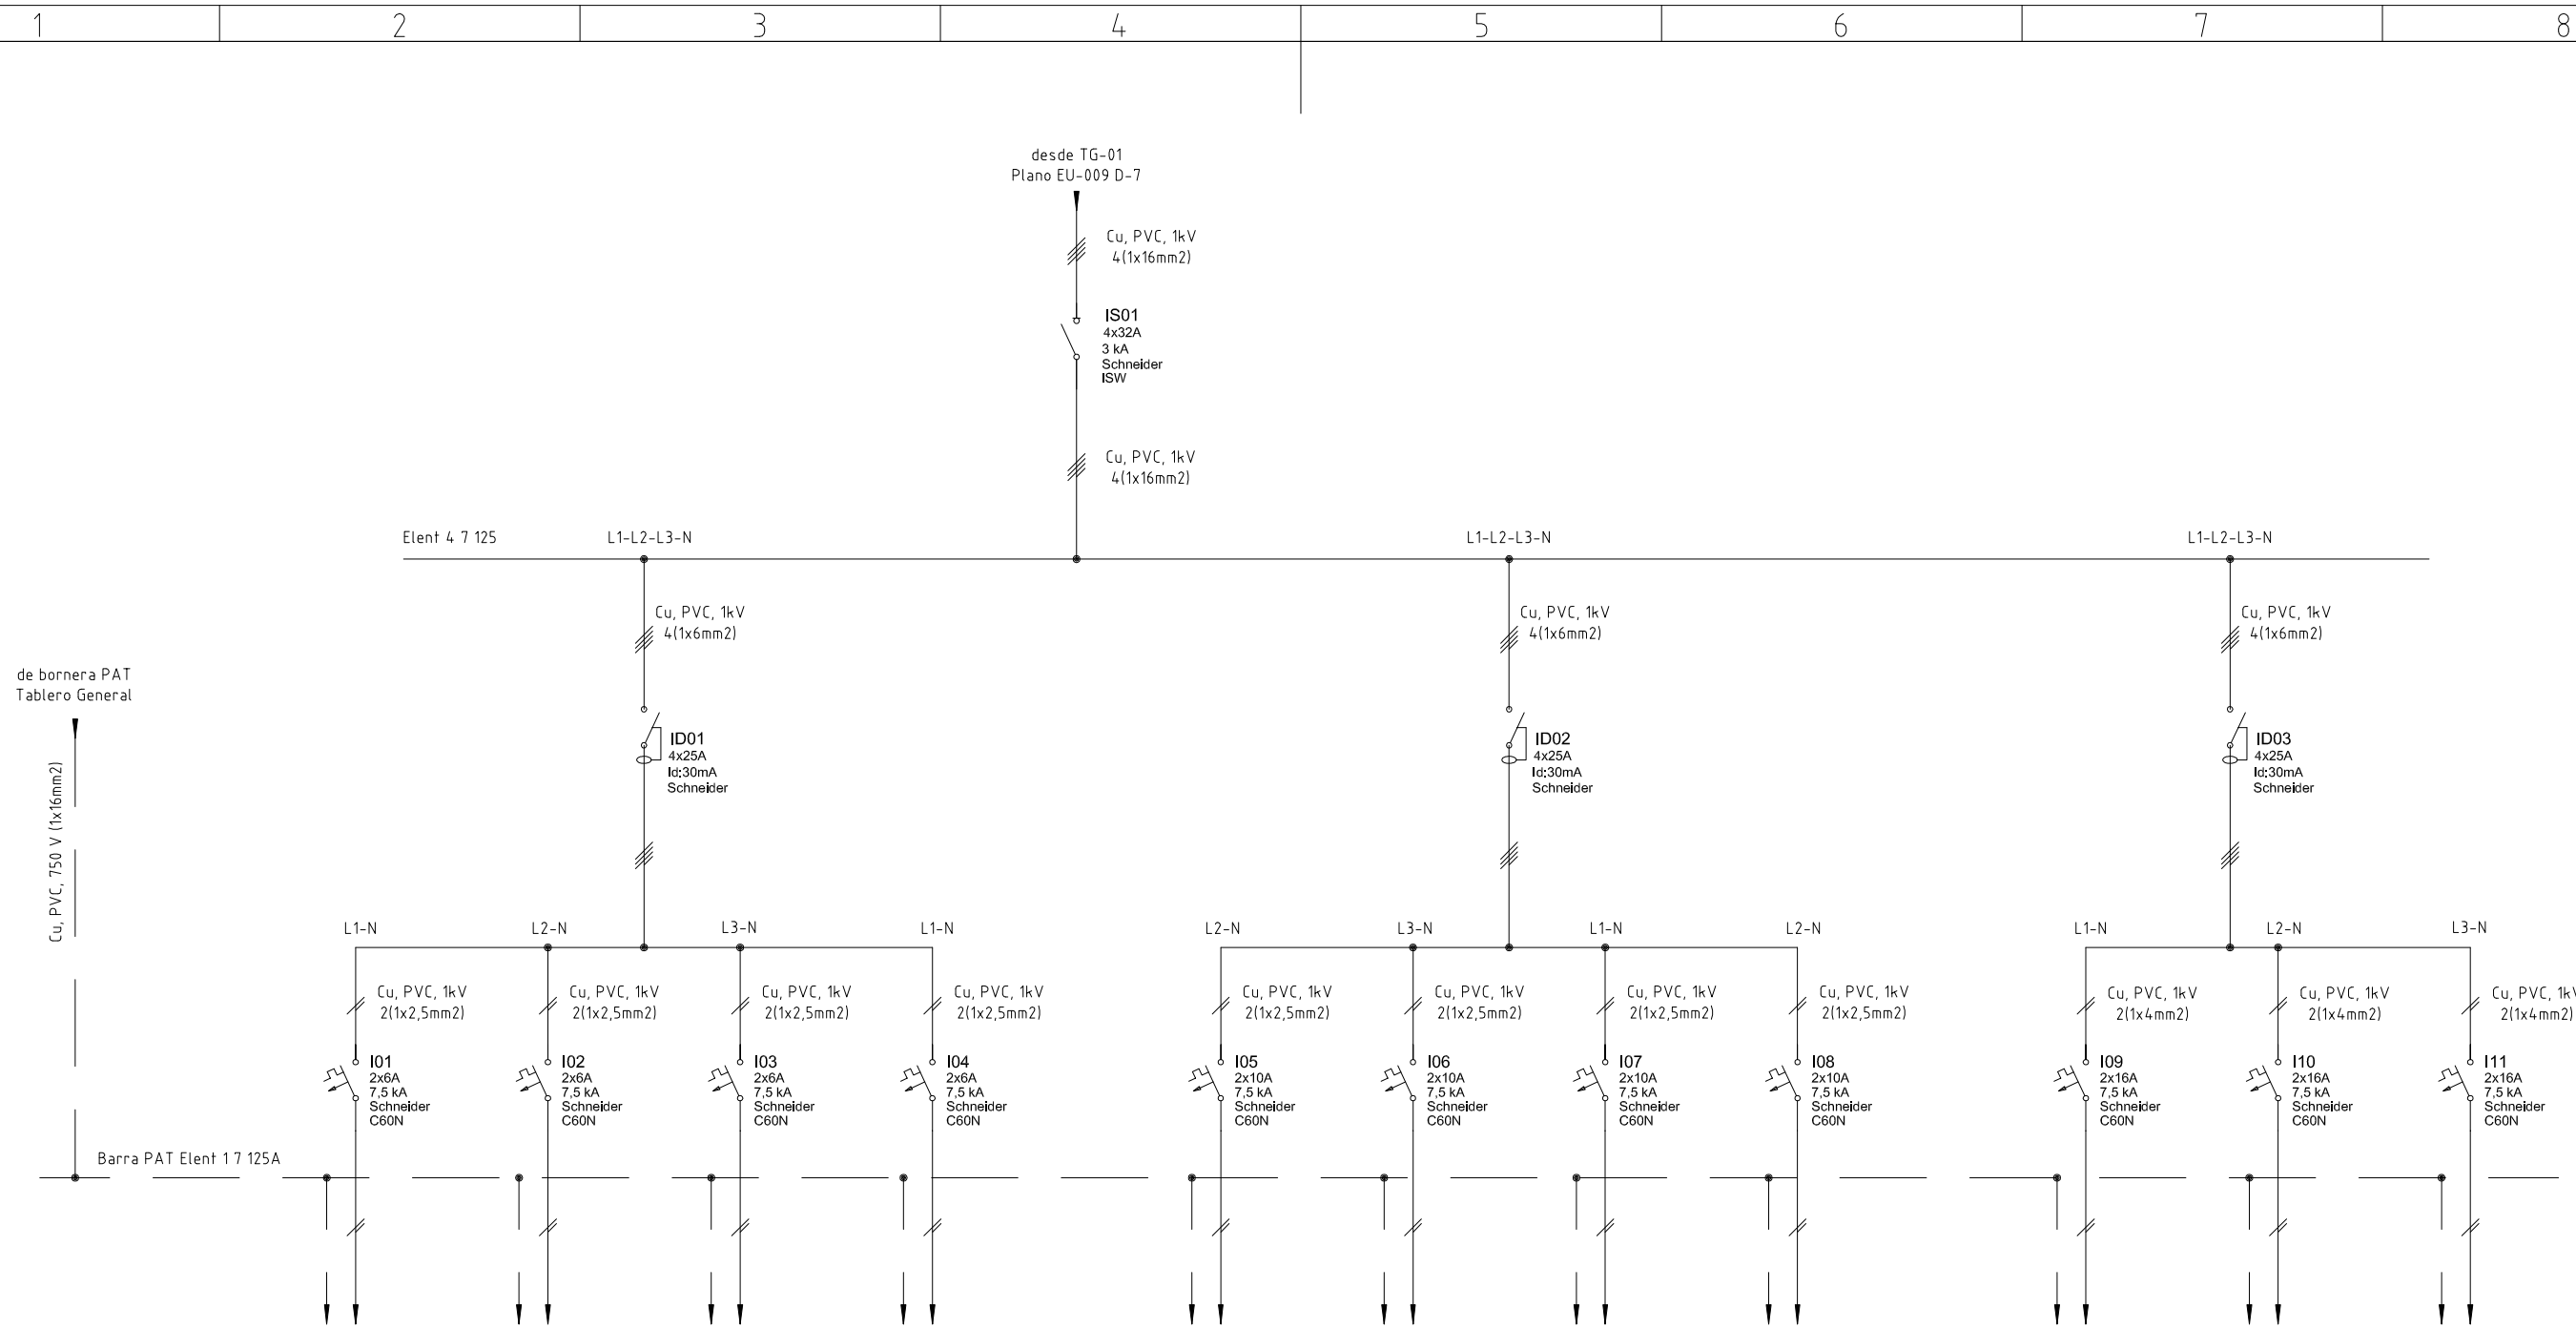 1 2 3 4 5 6 7 8
desde TG-01
Plano EU-009 D-7
Cu, PVC, 1kV
4(1x16mm2)
IS01
4x32A
3 kA
Schneider
ISW
Cu, PVC, 1kV
4(1x16mm2)
Elent 4 7 125
L1-L2-L3-N
L1-L2-L3-N
L1-L2-L3-N
Cu, PVC, 1kV
4(1x6mm2)
Cu, PVC, 1kV
4(1x6mm2)
Cu, PVC, 1kV
4(1x6mm2)
de bornera PAT
Tablero General
Cu, PVC, 750 V (1x16mm2)
ID01
4x25A
Id:30mA
Schneider
ID02
4x25A
Id:30mA
Schneider
ID03
4x25A
Id:30mA
Schneider
L1-N
L2-N
L3-N
L1-N
L2-N
L3-N
L1-N
L2-N
L1-N
L2-N
L3-N
Cu, PVC, 1kV
2(1x2,5mm2)
Cu, PVC, 1kV
2(1x2,5mm2)
Cu, PVC, 1kV
2(1x2,5mm2)
Cu, PVC, 1kV
2(1x2,5mm2)
Cu, PVC, 1kV
2(1x2,5mm2)
Cu, PVC, 1kV
2(1x2,5mm2)
Cu, PVC, 1kV
2(1x2,5mm2)
Cu, PVC, 1kV
2(1x2,5mm2)
Cu, PVC, 1kV
2(1x4mm2)
Cu, PVC, 1kV
2(1x4mm2)
Cu, PVC, 1kV
2(1x4mm2)
I01
2x6A
7,5 kA
Schneider
C60N
I02
2x6A
7,5 kA
Schneider
C60N
I03
2x6A
7,5 kA
Schneider
C60N
I04
2x6A
7,5 kA
Schneider
C60N
I05
2x10A
7,5 kA
Schneider
C60N
I06
2x10A
7,5 kA
Schneider
C60N
I07
2x10A
7,5 kA
Schneider
C60N
I08
2x10A
7,5 kA
Schneider
C60N
I09
2x16A
7,5 kA
Schneider
C60N
I10
2x16A
7,5 kA
Schneider
C60N
I11
2x16A
7,5 kA
Schneider
C60N
Barra PAT Elent 1 7 125A